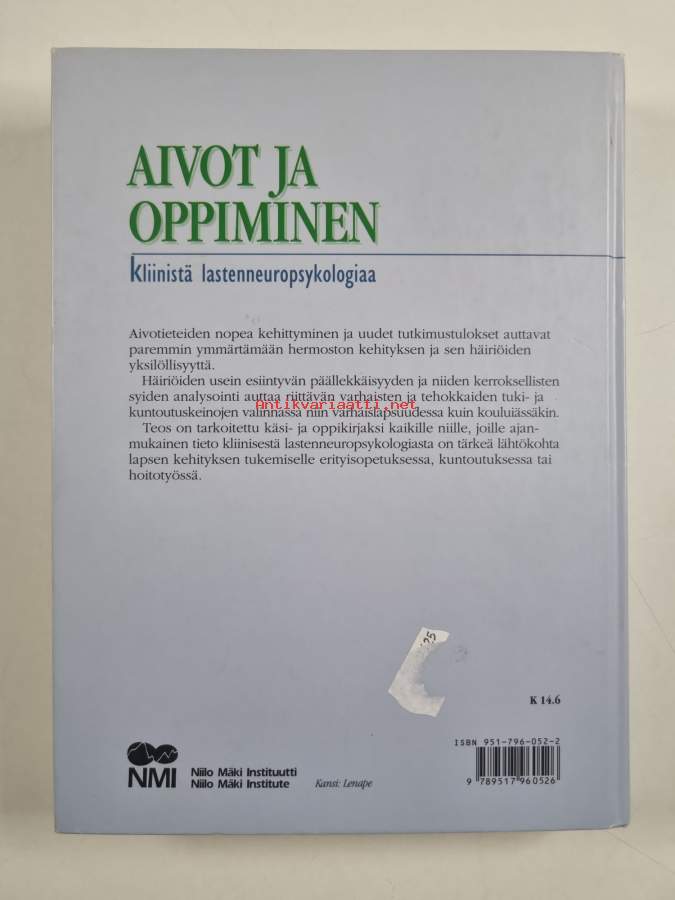 AIVOT JA
OPPIMINEN
kliinistä lastenneuropsykologiaa
Aivotieteiden nopea kehittyminen ja uudet tutkimustulokset auttavat
paremmin ymmärtämään hermoston kehityksen ja sen häiriöiden
yksilöllisyyttä.
Häiriöiden usein esiintyvän päällekkäisyyden ja niiden kerroksellisten
syiden analysointi auttaa riittävän varhaisten ja tehokkaiden tuki- ja
kuntoutuskeinojen valinnassa niin varhaislapsuudessa kuin kouluiässäkin.
Antikvariaatti.net
Teos on tarkoitettu käsi- ja oppikirjaksi kaikille niille, joille ajan-
mukainen tieto kliinisestä lastenneuropsykologiasta on tärkeä lähtökohta
lapsen kehityksen tukemiselle erityisopetuksessa, kuntoutuksessa tai
hoitotyössä.
K 14.6
ISBN 951-796-052-2
9 789517 960526
NMI
Niilo Mäki Instituutti
Niilo Mäki Institute
Kansi: Lenape